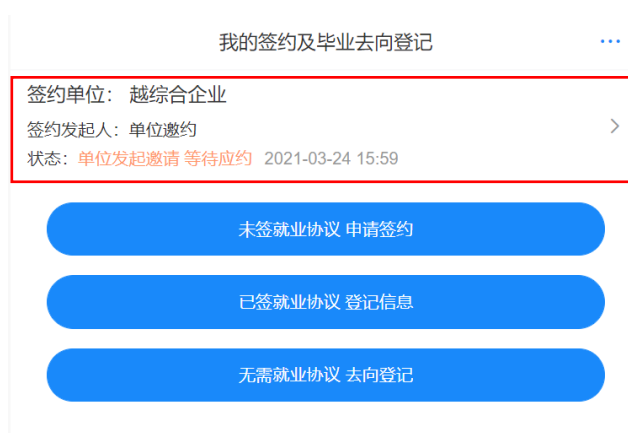 我的签约及毕业去向登记
签约单位： 越综合企业
签约发起人：单位邀约
状态：单位发起邀请 等待应约 2021-03-24 15:59
未签就业协议 申请签约
已签就业协议 登记信息
无需就业协议 去向登记